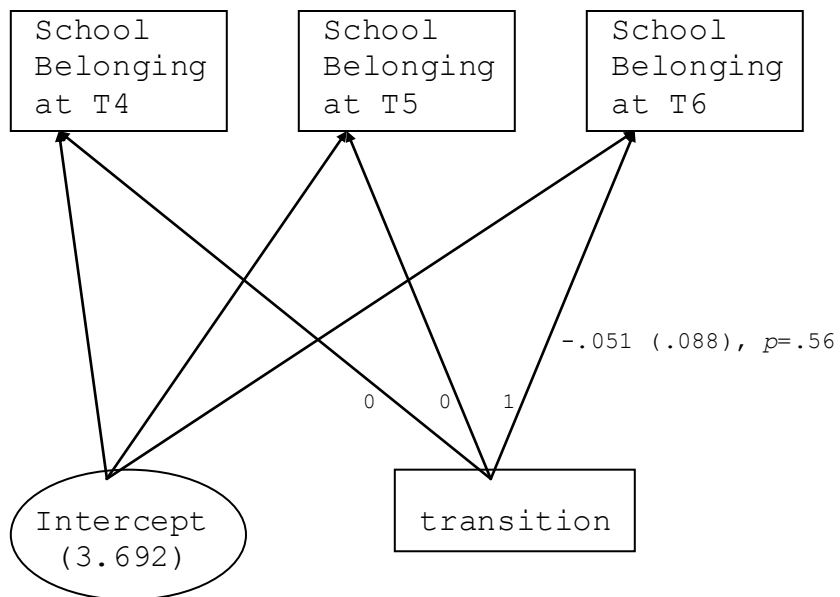 School
Belonging
at T4
School
Belonging
at T5
School
Belonging
at T6
-.051 (.088), p=.56
0
0
1
Intercept
(3.692)
transition